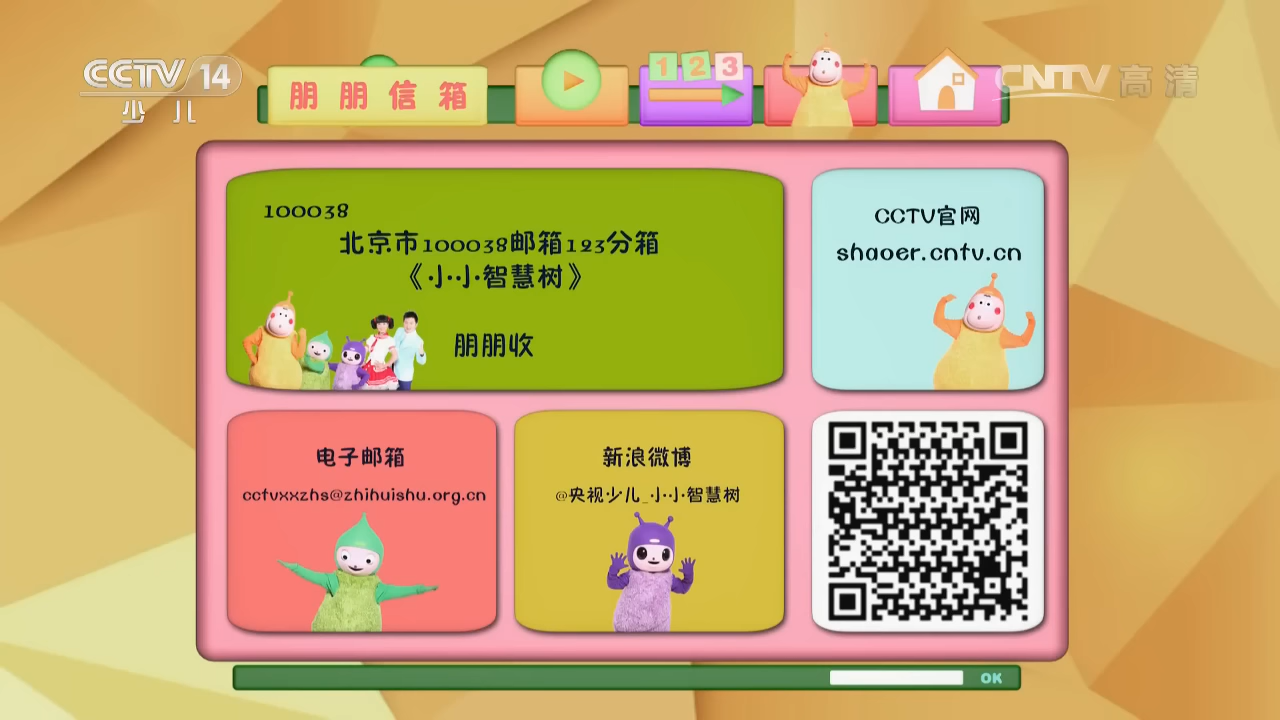 CCTV 14
少儿
朋朋信箱
1 2 3
CNTV 高清
100038
北京市100038邮箱123分箱
《小小智慧树》
朋朋收
CCTV官网
shaoer.cntv.cn
电子邮箱
cctvxxzhs@zhihuishu.org.cn
新浪微博
@央视少儿_小小智慧树
OK